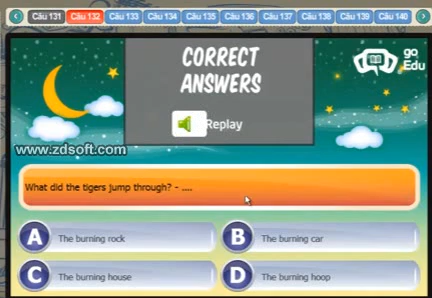 Câu 131 Câu 132 Câu 133 Câu 134 Câu 135 Câu 136 Câu 137 Câu 138 Câu 139 Câu 140
CORRECT
ANSWERS
go
Edu
Replay
www.zdsoft.com
What did the tigers jump through? - ....
A The burning rock
B The burning car
C The burning house
D The burning hoop